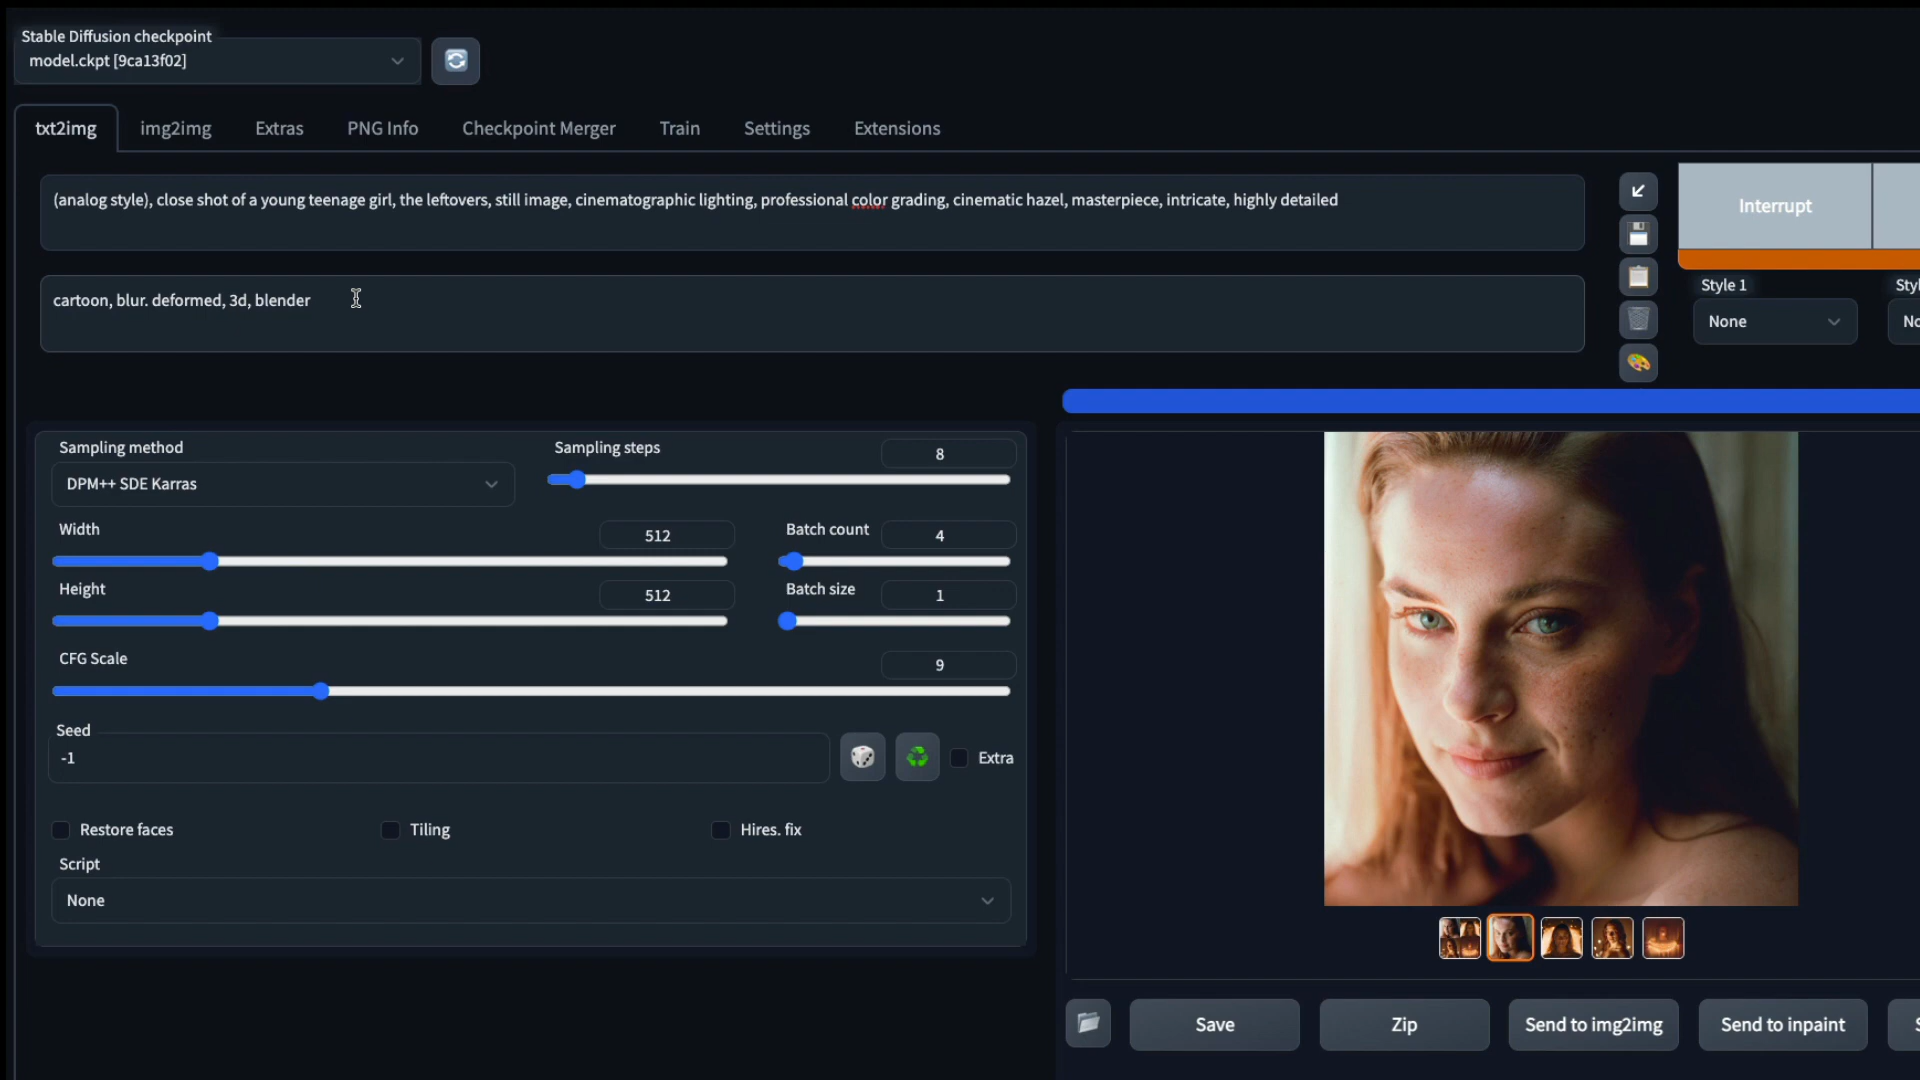 Stable Diffusion checkpoint
model.ckpt [9ca13f02]
txt2img img2img Extras PNG Info Checkpoint Merger Train Settings Extensions
(analog style), close shot of a young teenage girl, the leftovers, still image, cinematographic lighting, professional color grading, cinematic hazel, masterpiece, intricate, highly detailed
Interrupt
cartoon, blur. deformed, 3d, blender
Style 1
None
Sampling method
DPM++ SDE Karras
Sampling steps
8
Width
512
Batch count
4
Height
512
Batch size
1
CFG Scale
9
Seed
-1
Extra
Restore faces
Tiling
Hires. fix
Script
None
Save
Zip
Send to img2img
Send to inpaint